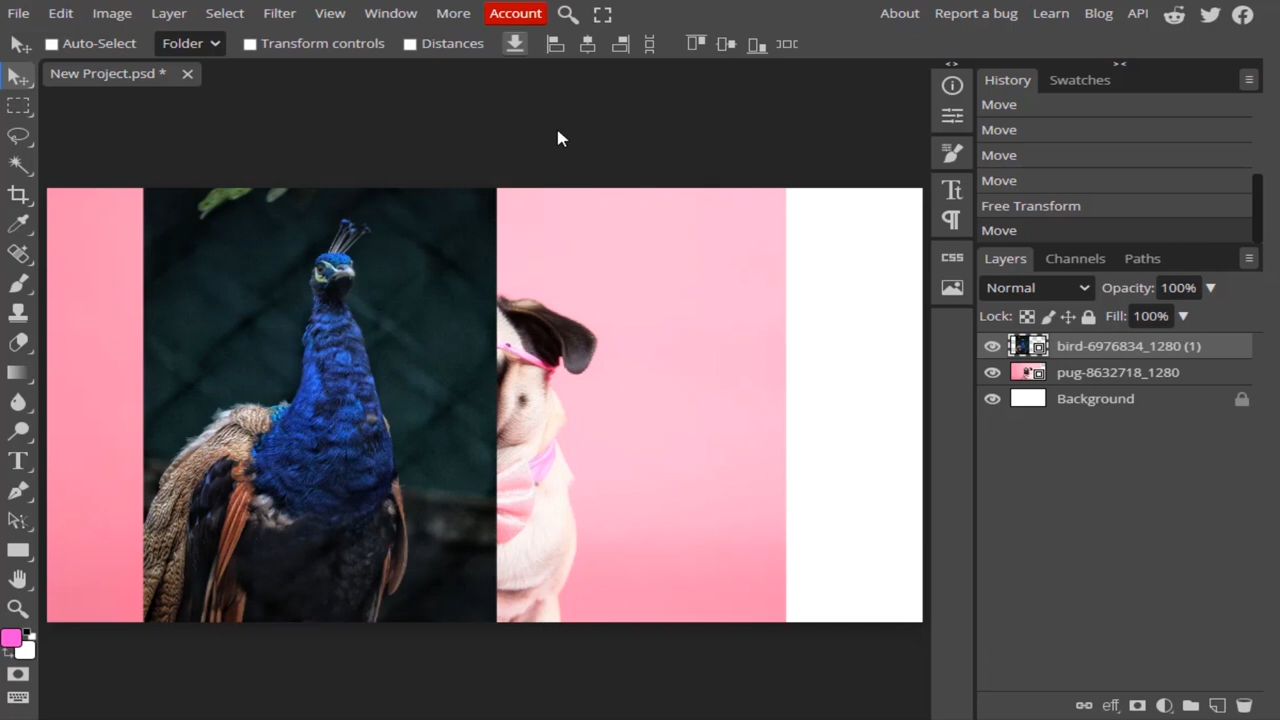 File Edit Image Layer Select Filter View Window More Account About Report a bug Learn Blog API
Auto-Select Folder Transform controls Distances
New Project.psd *
History Swatches
Move
Move
Move
Move
Free Transform
Move
Layers Channels Paths
Normal Opacity: 100%
Lock: Fill: 100%
bird-6976834_1280 (1)
pug-8632718_1280
Background
CSS
eff